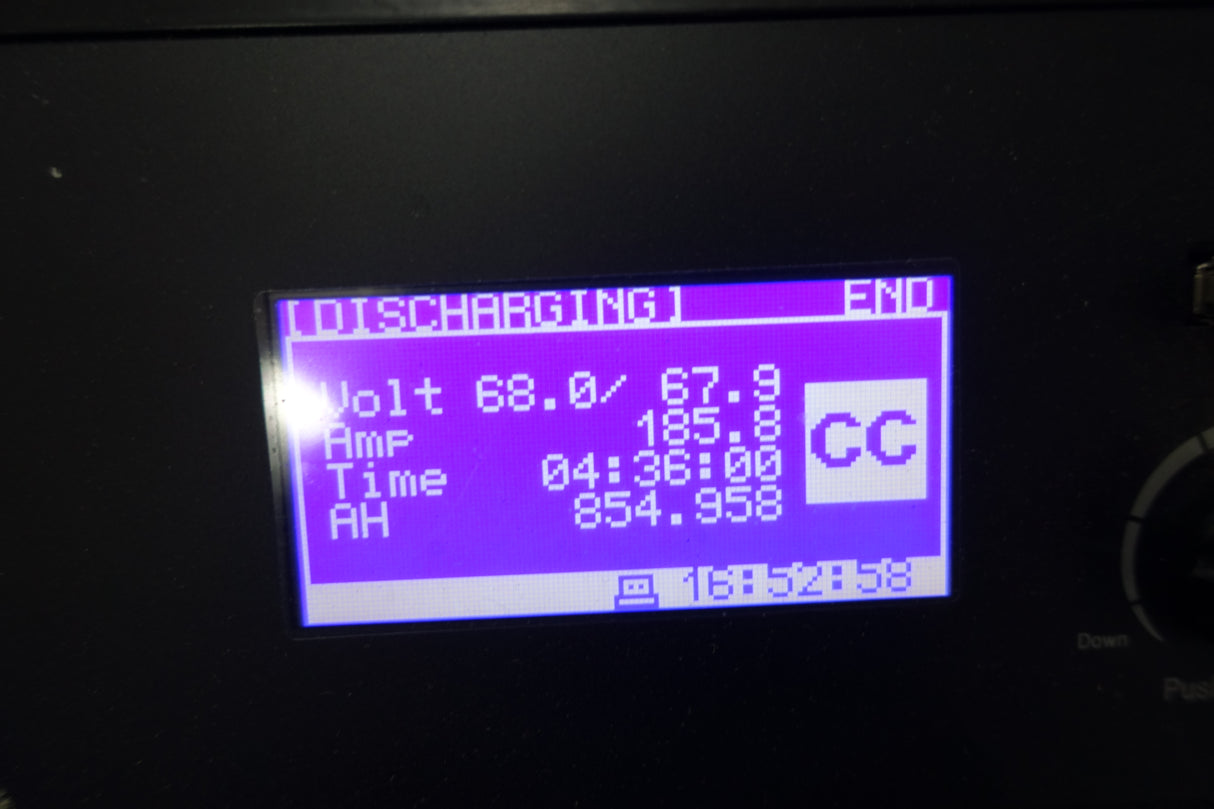 [DISCHARGING] END
Volt 68.0/ 67.9
Amp 185.8
CC
Time 04:36:00
AH 854.958
16:52:58
Down